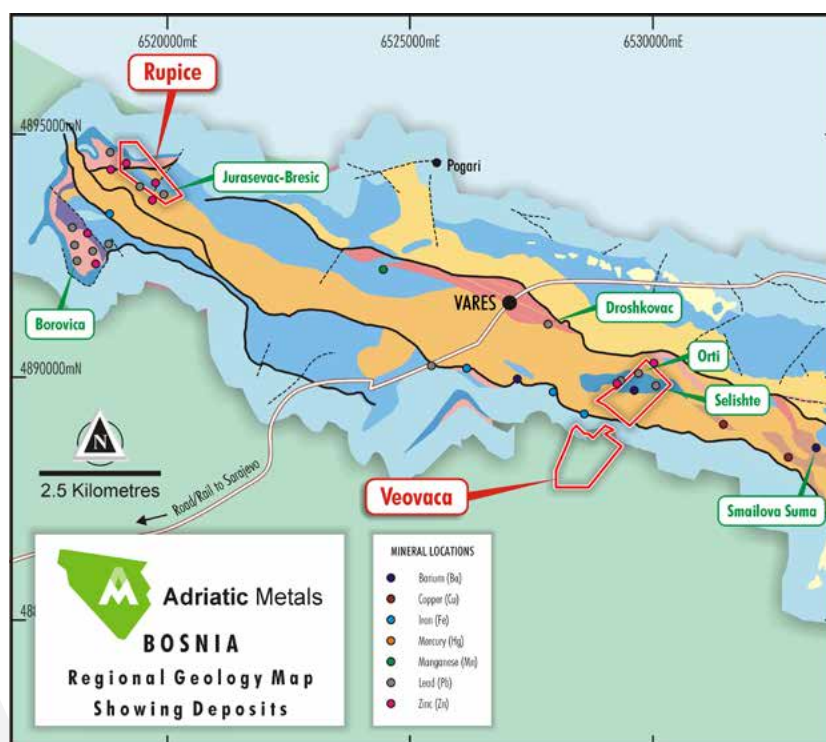 6520000mE
6525000mE
6530000mE
Rupice
4895000mN
Jurasevac-Bresic
Pogari
VARES
Droshkovac
Borovica
Orti
4890000mN
Selishte
N
2.5 Kilometres
Road/Rail to Sarajevo
Veovaca
Smailova Suma
Adriatic Metals
BOSNIA
Regional Geology Map
Showing Deposits
MINERAL LOCATIONS
Barium (Ba)
Copper (Cu)
Iron (Fe)
Mercury (Hg)
Manganese (Mn)
Lead (Pb)
Zinc (Zn)